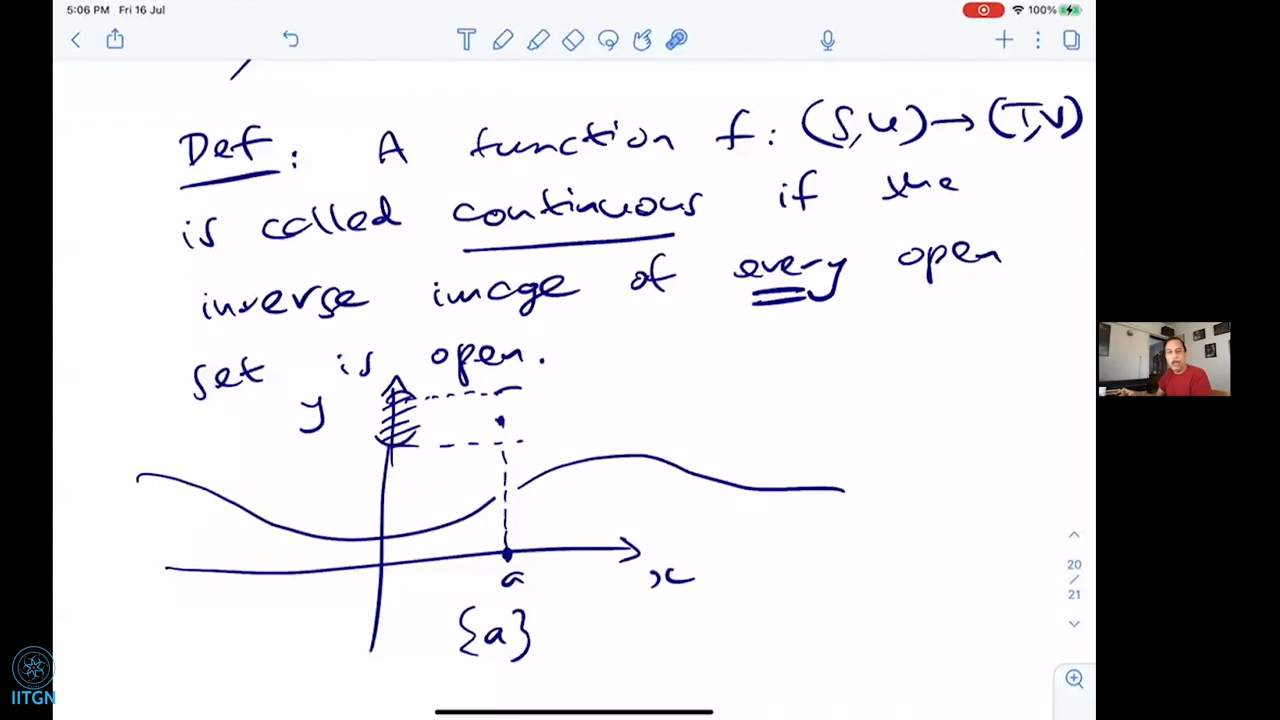 5:06 PM Fri 16 Jul
100%
Def: A function f: (S,U) → (T,V)
is called continuous if the
inverse image of every open
set is open.
y
a
x
{a}
20
/
21
IITGN